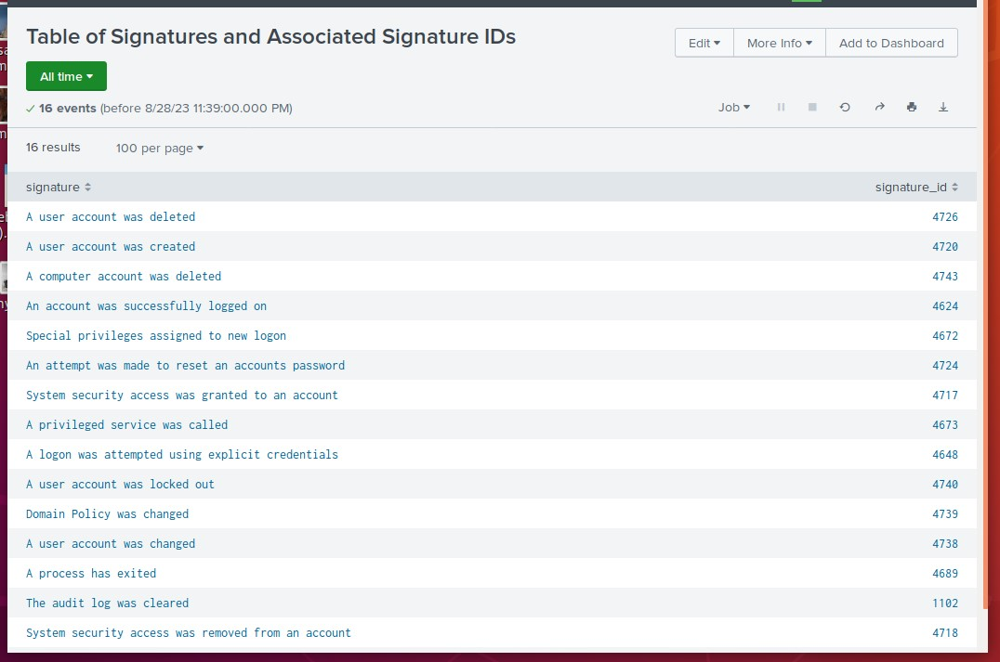 Table of Signatures and Associated Signature IDs
Edit More Info Add to Dashboard
All time
16 events (before 8/28/23 11:39:00.000 PM)
Job
16 results 100 per page
signature signature_id
A user account was deleted 4726
A user account was created 4720
A computer account was deleted 4743
An account was successfully logged on 4624
Special privileges assigned to new logon 4672
An attempt was made to reset an accounts password 4724
System security access was granted to an account 4717
A privileged service was called 4673
A logon was attempted using explicit credentials 4648
A user account was locked out 4740
Domain Policy was changed 4739
A user account was changed 4738
A process has exited 4689
The audit log was cleared 1102
System security access was removed from an account 4718